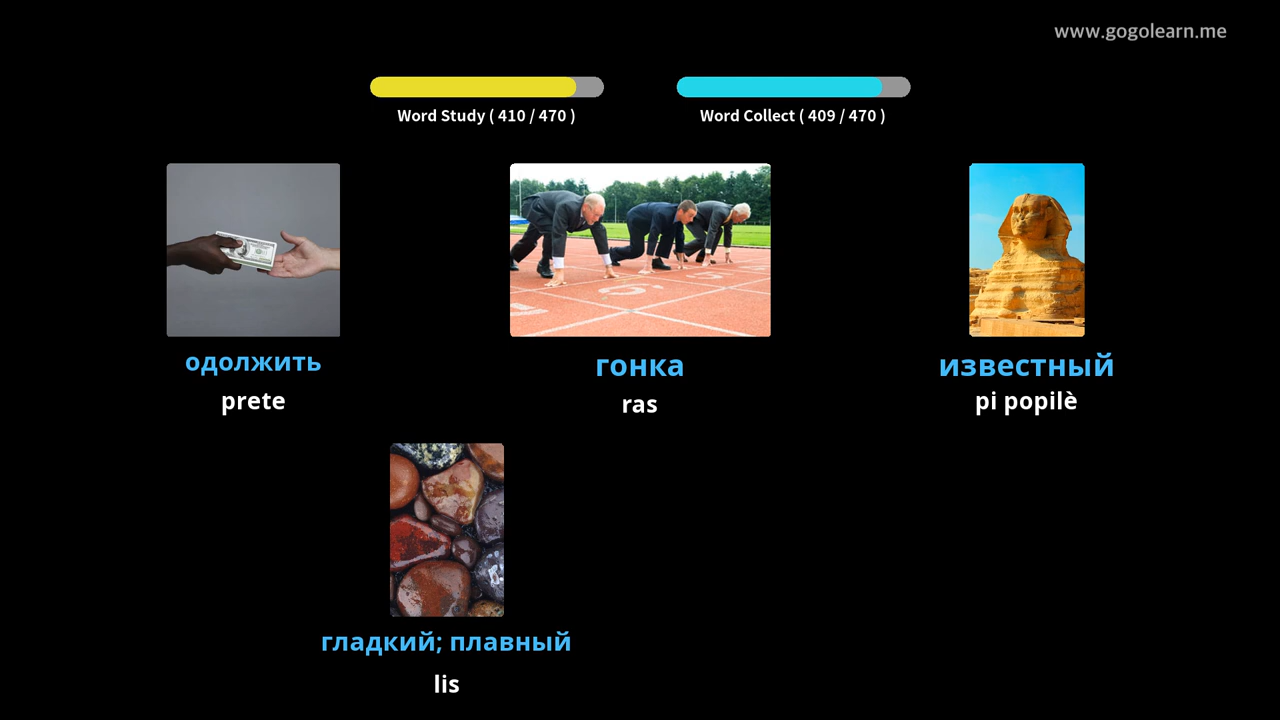 www.gogolearn.me
Word Study ( 410 / 470 )
Word Collect ( 409 / 470 )
одолжить
prete
гонка
ras
известный
pi popilè
гладкий; плавный
lis